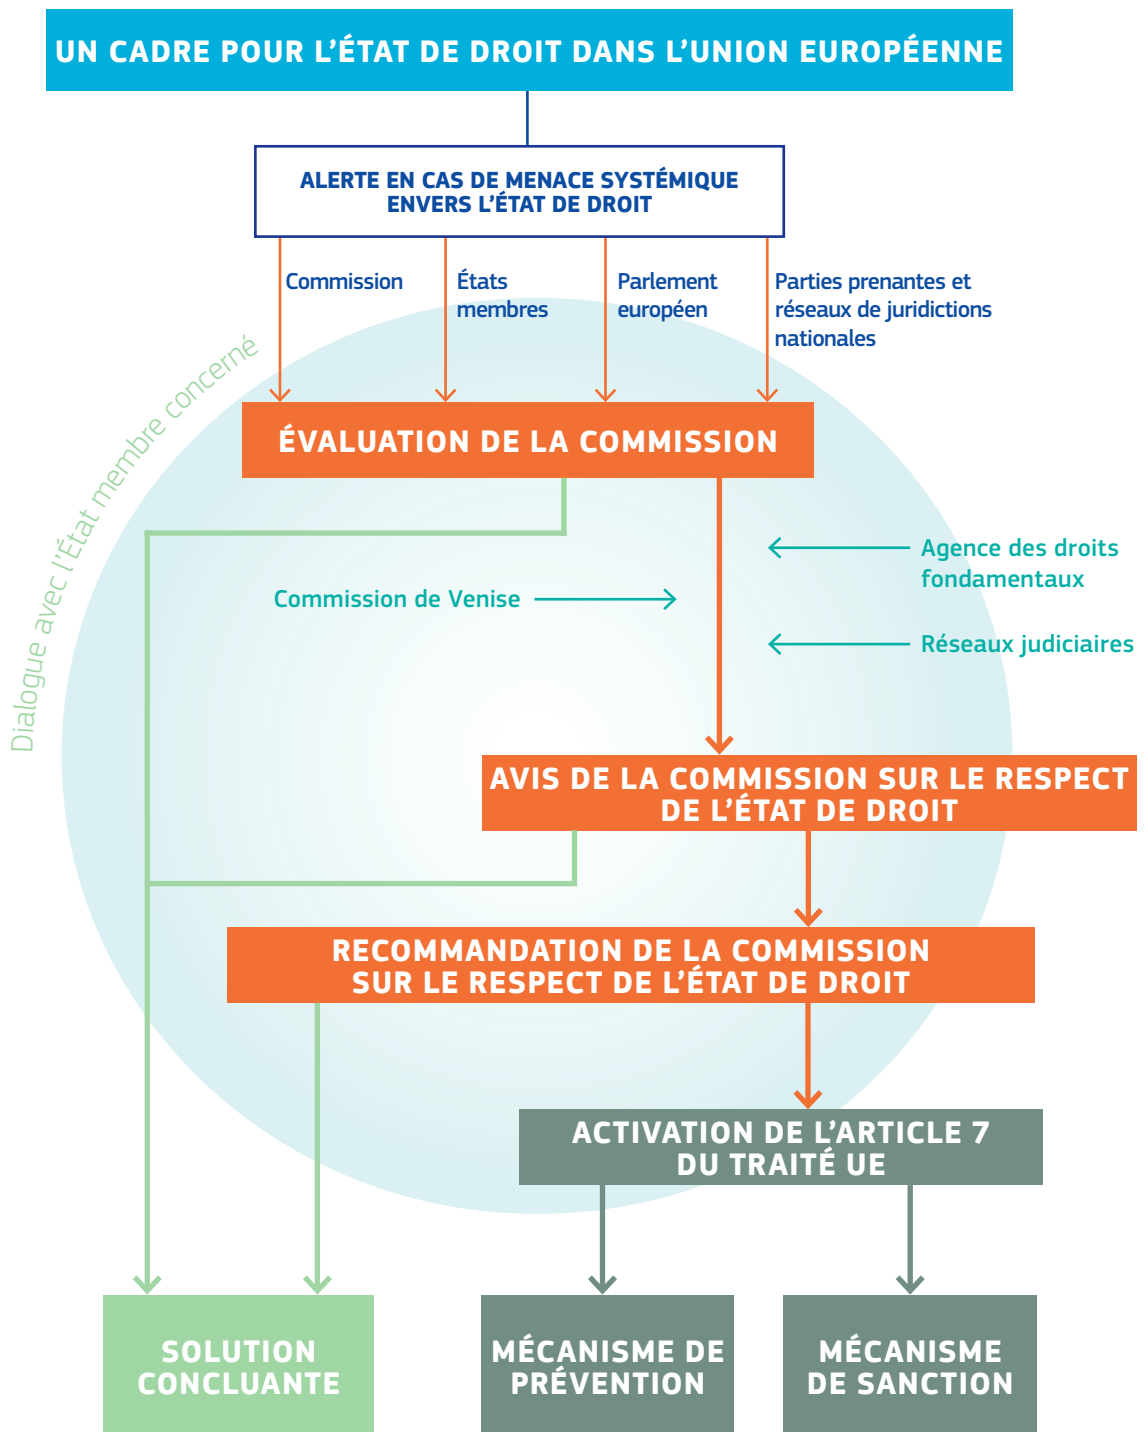 UN CADRE POUR L’ÉTAT DE DROIT DANS L’UNION EUROPÉENNE
ALERTE EN CAS DE MENACE SYSTÉMIQUE
ENVERS L’ÉTAT DE DROIT
Commission
États
membres
Parlement
européen
Parties prenantes et
réseaux de juridictions
nationales
Dialogue avec l’État membre concerné
ÉVALUATION DE LA COMMISSION
Agence des droits
fondamentaux
Commission de Venise
Réseaux judiciaires
AVIS DE LA COMMISSION SUR LE RESPECT
DE L’ÉTAT DE DROIT
RECOMMANDATION DE LA COMMISSION
SUR LE RESPECT DE L’ÉTAT DE DROIT
ACTIVATION DE L’ARTICLE 7
DU TRAITÉ UE
SOLUTION
CONCLUANTE
MÉCANISME DE
PRÉVENTION
MÉCANISME
DE SANCTION